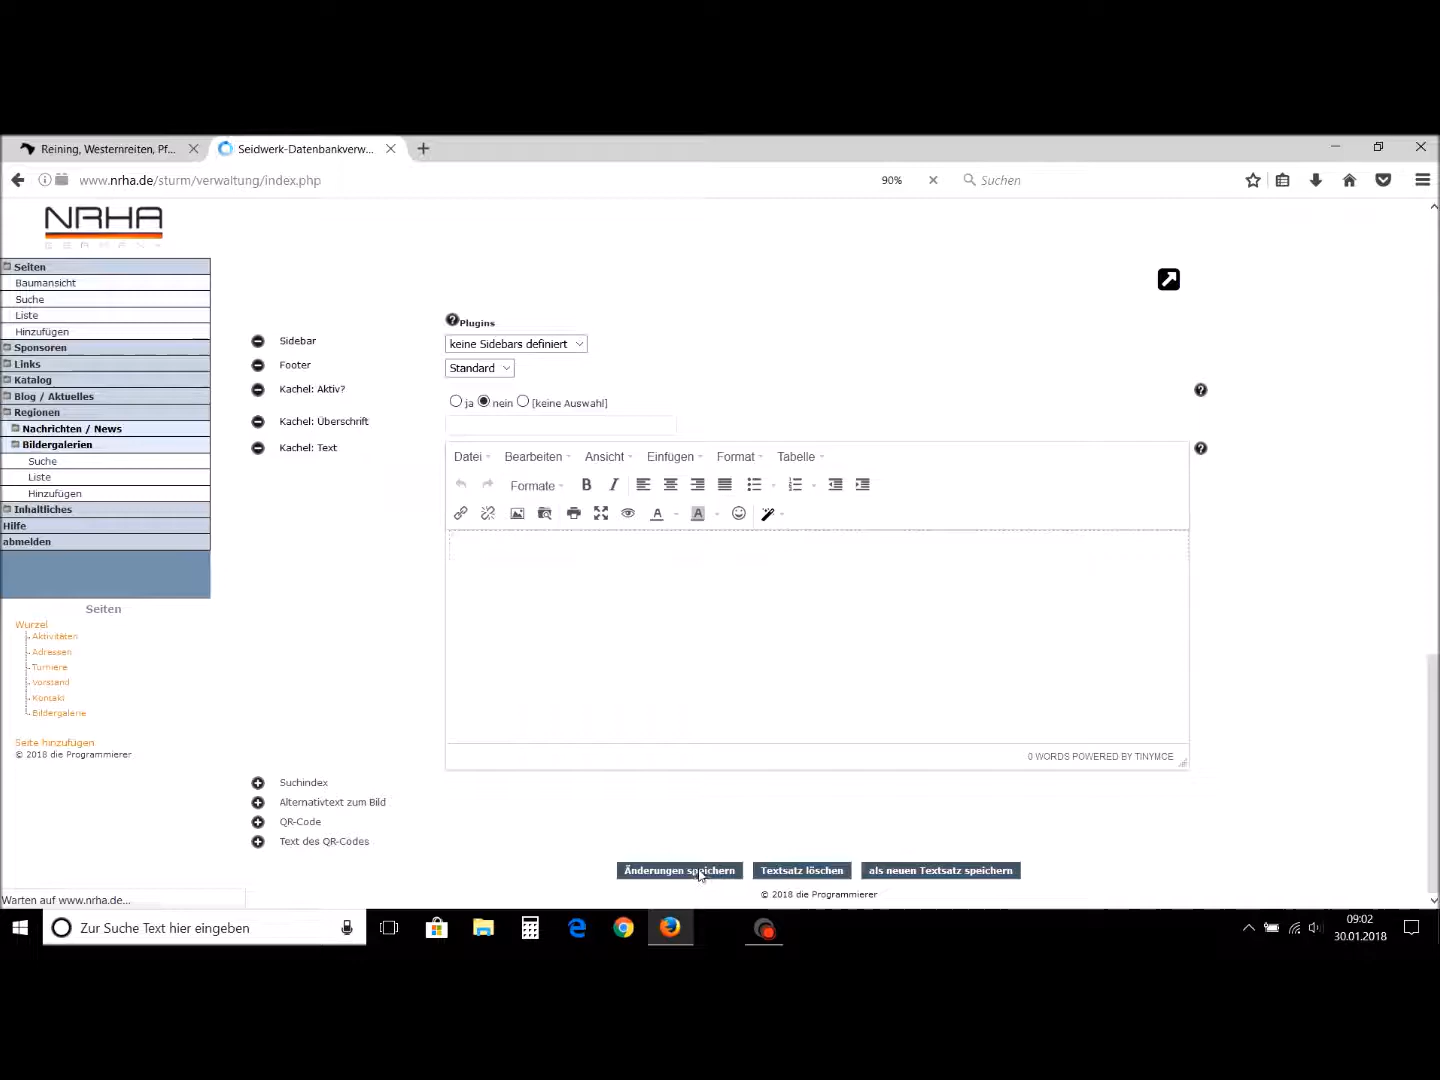 Reining, Westernreiten, Pf...
Seidwerk-Datenbankverw...
www.nrha.de/sturm/verwaltung/index.php
90%
Suchen
NRHA
GERMANY
Seiten
Baumansicht
Suche
Liste
Hinzufügen
Sponsoren
Links
Katalog
Blog / Aktuelles
Regionen
Nachrichten / News
Bildergalerien
Suche
Liste
Hinzufügen
Inhaltliches
Hilfe
abmelden
Seiten
Wurzel
Aktivitäten
Adressen
Turniere
Vorstand
Kontakt
Bildergalerie
Seite hinzufügen
© 2018 die Programmierer
Plugins
Sidebar
keine Sidebars definiert
Footer
Standard
Kachel: Aktiv?
ja nein [keine Auswahl]
Kachel: Überschrift
Kachel: Text
Datei Bearbeiten Ansicht Einfügen Format Tabelle
Formate B I
A A
0 WORDS POWERED BY TINYMCE
Suchindex
Alternativtext zum Bild
QR-Code
Text des QR-Codes
Änderungen speichern Textsatz löschen als neuen Textsatz speichern
© 2018 die Programmierer
Warten auf www.nrha.de...
Zur Suche Text hier eingeben
09:02
30.01.2018